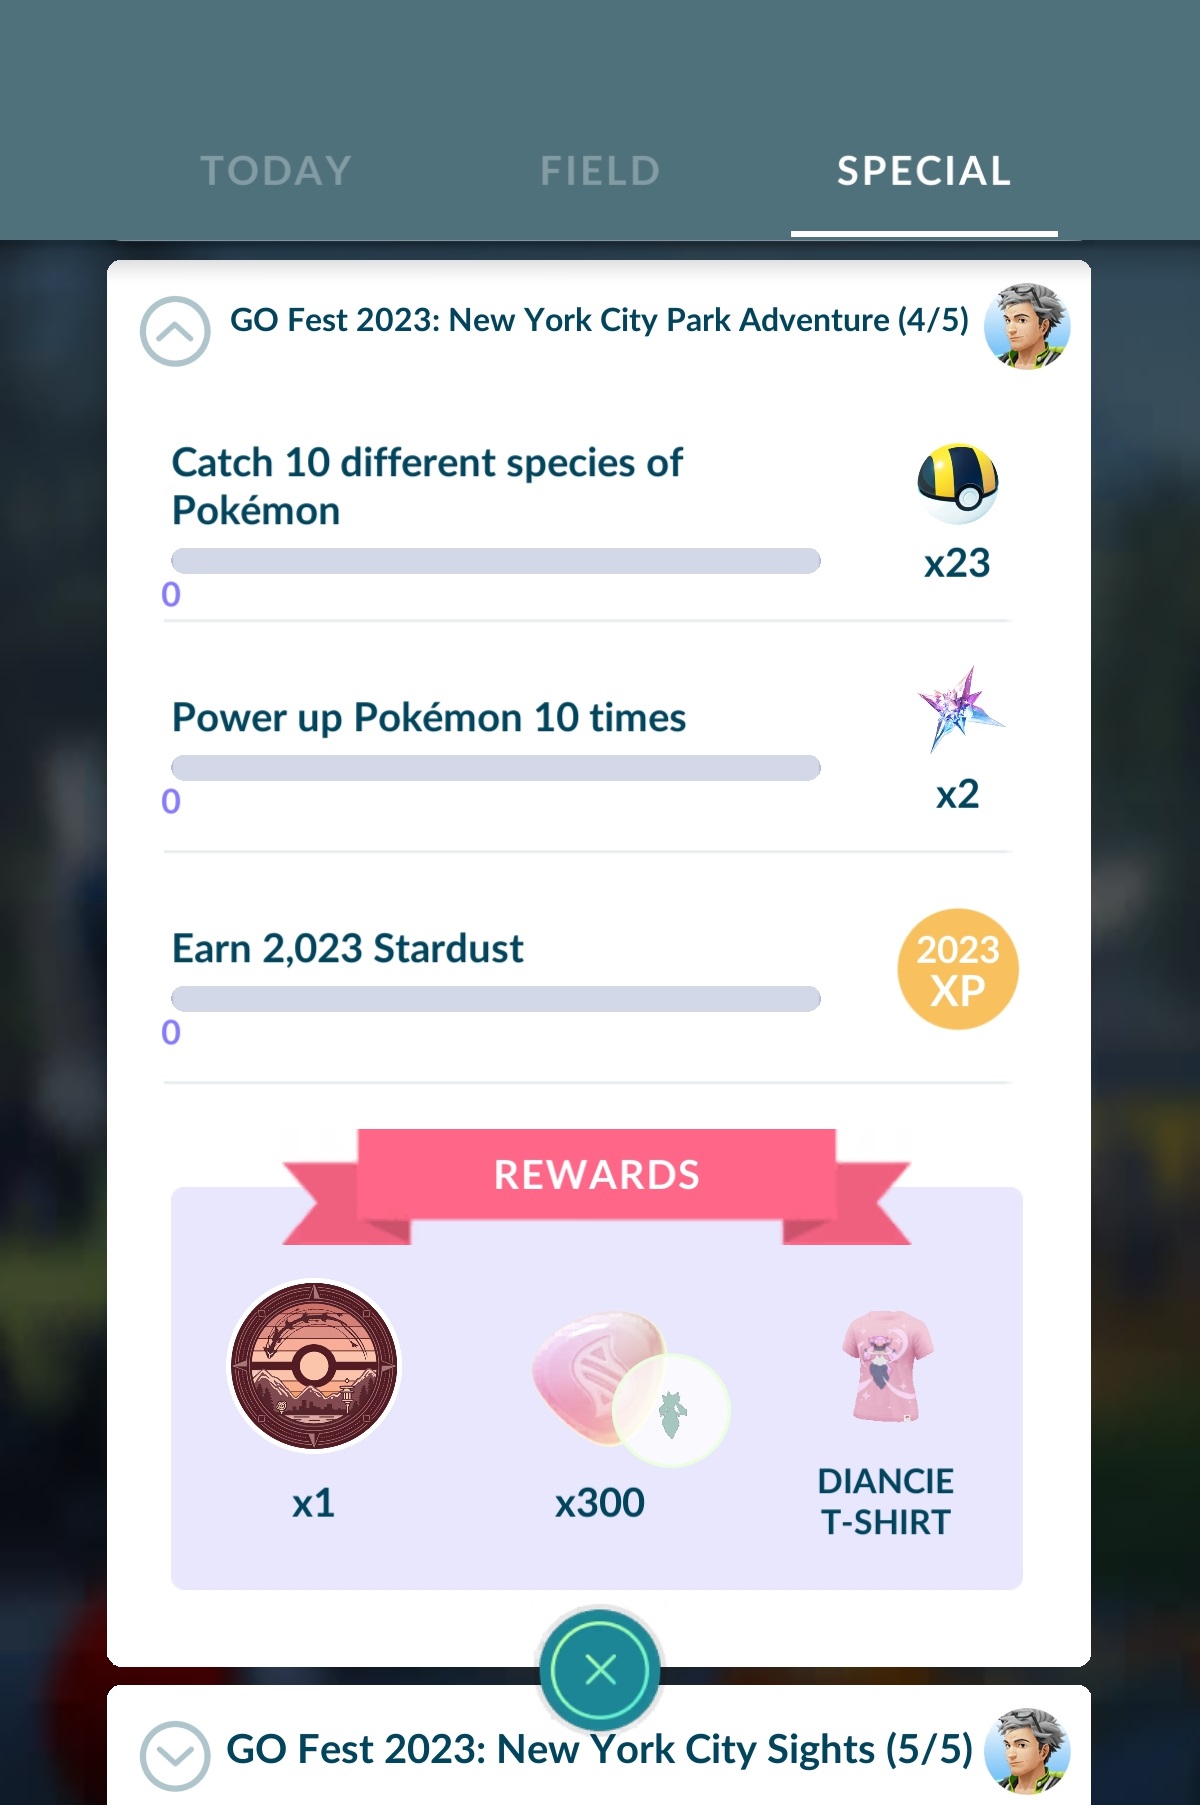 TODAY
FIELD
SPECIAL
GO Fest 2023: New York City Park Adventure (4/5)
Catch 10 different species of
Pokémon
0
x23
Power up Pokémon 10 times
0
x2
Earn 2,023 Stardust
0
2023
XP
REWARDS
x1
x300
DIANCIE
T-SHIRT
GO Fest 2023: New York City Sights (5/5)